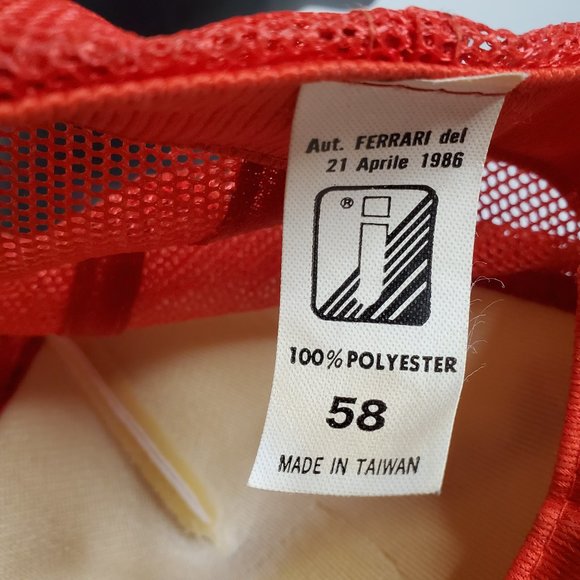 Aut. FERRARI del
21 Aprile 1986
® i
100% POLYESTER
58
MADE IN TAIWAN